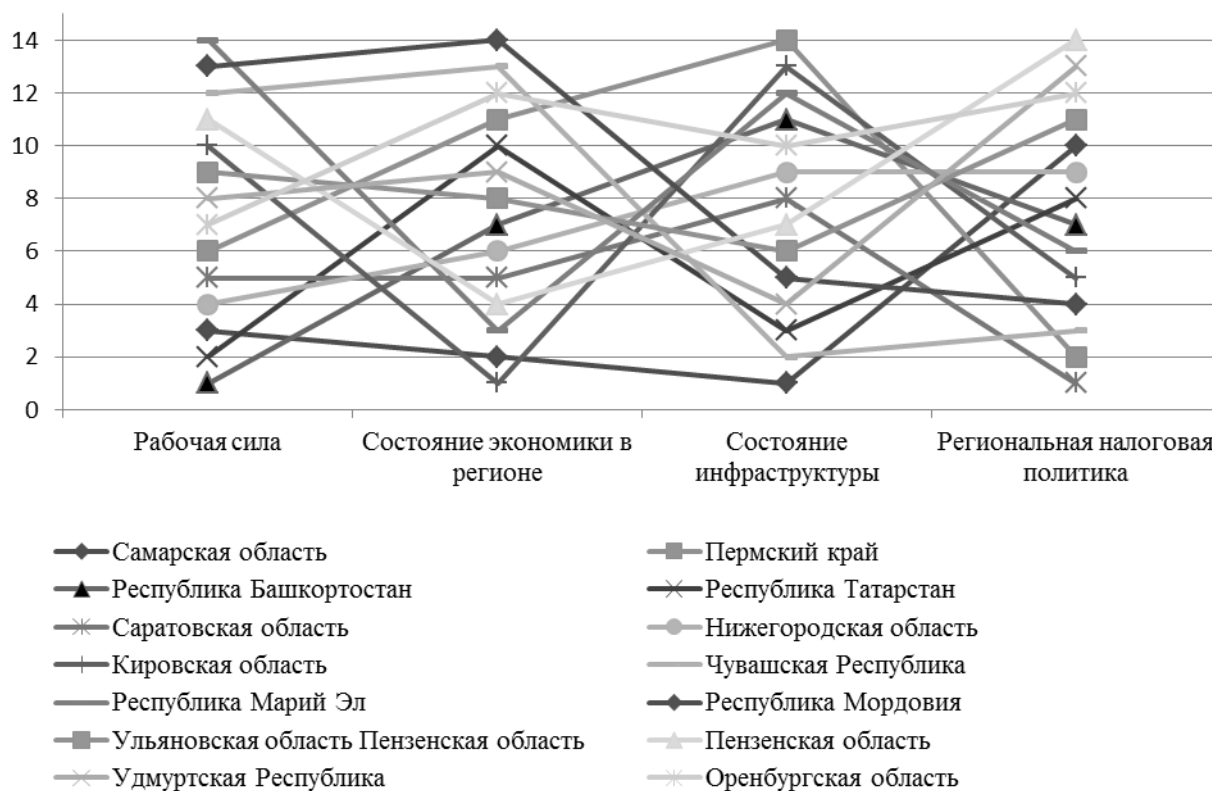 14
12
10
8
6
4
2
0
Рабочая сила
Состояние экономики в
регионе
Состояние
инфраструктуры
Региональная налоговая
политика
Самарская область
Пермский край
Республика Башкортостан
Республика Татарстан
Саратовская область
Нижегородская область
Кировская область
Чувашская Республика
Республика Марий Эл
Республика Мордовия
Ульяновская область Пензенская область
Пензенская область
Удмуртская Республика
Оренбургская область